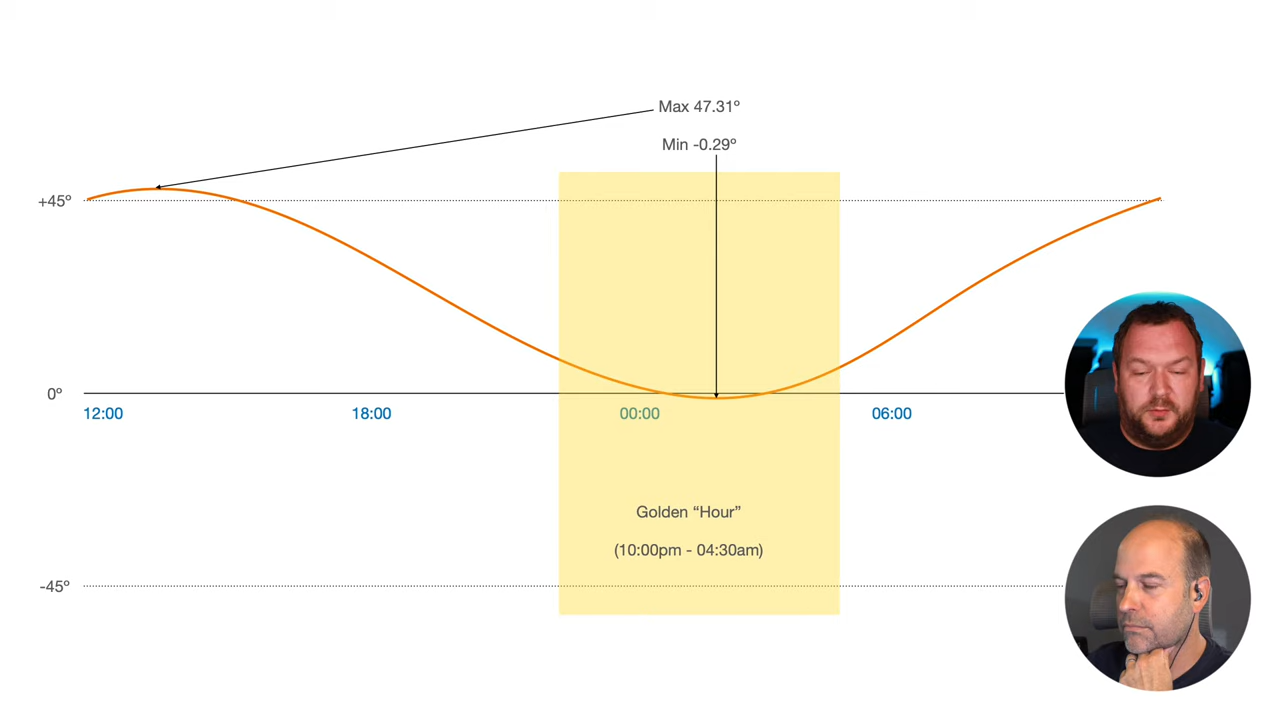 Max 47.31º
Min -0.29º
+45º
0º
12:00 18:00 00:00 06:00
Golden “Hour”
(10:00pm - 04:30am)
-45º